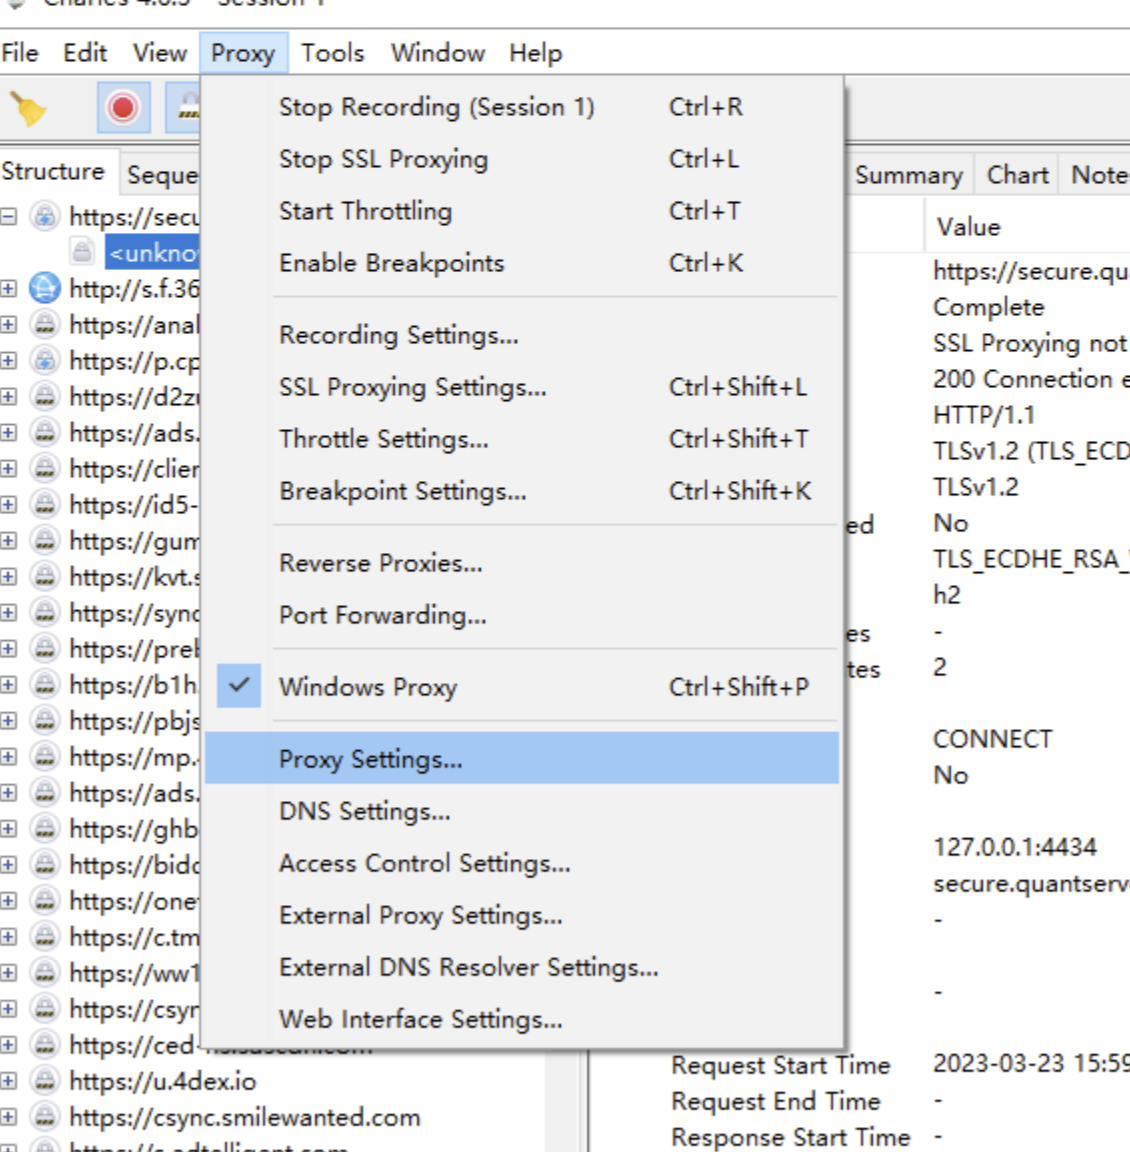 File Edit View Proxy Tools Window Help
Stop Recording (Session 1) Ctrl+R
Stop SSL Proxying Ctrl+L
Start Throttling Ctrl+T
Enable Breakpoints Ctrl+K
Recording Settings...
SSL Proxying Settings... Ctrl+Shift+L
Throttle Settings... Ctrl+Shift+T
Breakpoint Settings... Ctrl+Shift+K
Reverse Proxies...
Port Forwarding...
Windows Proxy Ctrl+Shift+P
Proxy Settings...
DNS Settings...
Access Control Settings...
External Proxy Settings...
External DNS Resolver Settings...
Web Interface Settings...
Structure Seque
https://secu
<unkno
http://s.f.36
https://anal
https://p.cp
https://d2z
https://ads.
https://clier
https://id5-
https://gum
https://kvt.s
https://sync
https://preb
https://b1h
https://pbjs
https://mp.
https://ads.
https://ghb
https://bidd
https://one
https://c.tm
https://ww1
https://csyn
https://ced-
https://u.4dex.io
https://csync.smilewanted.com
Summary Chart Note
Value
https://secure.qu
Complete
SSL Proxying not
200 Connection e
HTTP/1.1
TLSv1.2 (TLS_ECD
TLSv1.2
ed No
TLS_ECDHE_RSA_
h2
es -
tes 2
CONNECT
No
127.0.0.1:4434
secure.quantserv
-
-
Request Start Time 2023-03-23 15:59
Request End Time -
Response Start Time -